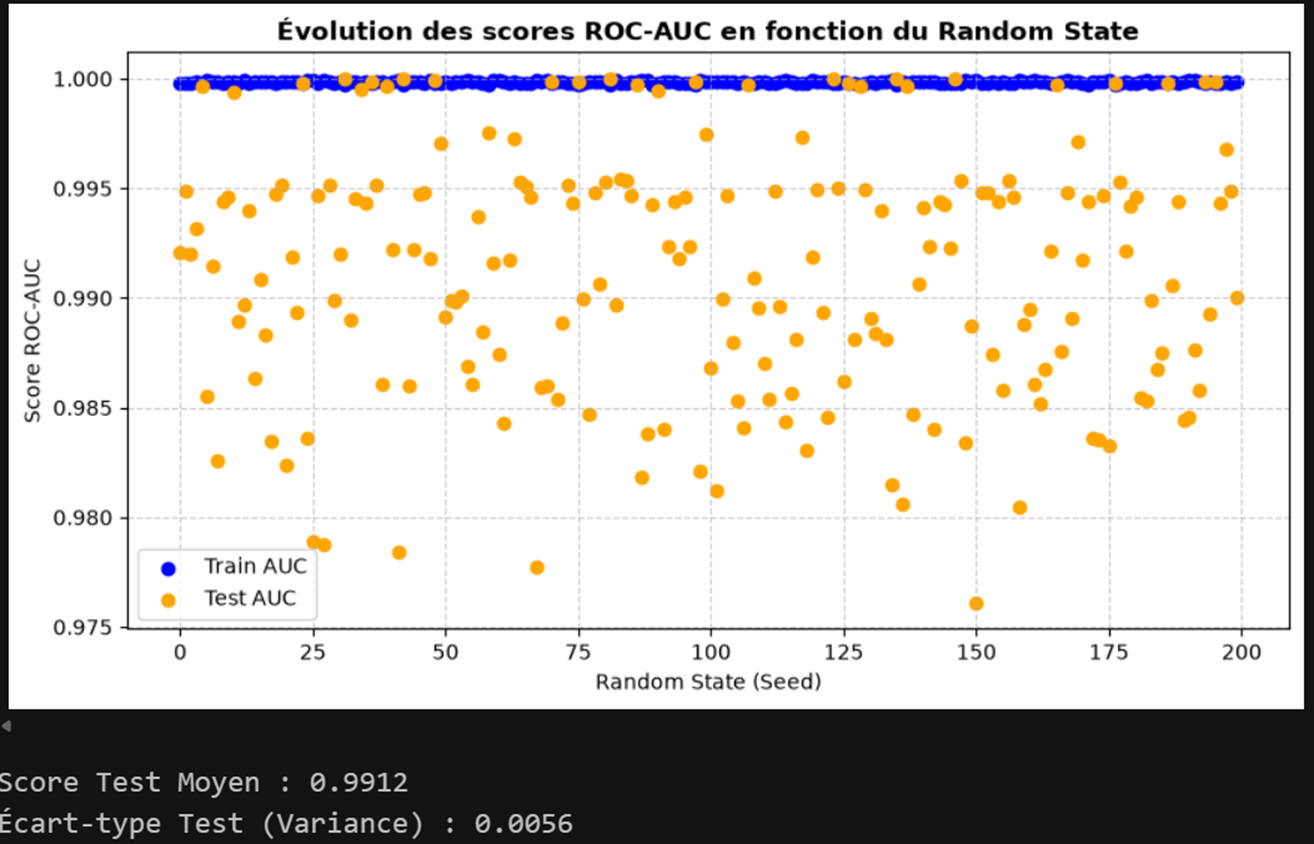 Évolution des scores ROC-AUC en fonction du Random State
Score ROC-AUC
1.000
0.995
0.990
0.985
0.980
0.975
Train AUC
Test AUC
0 25 50 75 100 125 150 175 200
Random State (Seed)
Score Test Moyen : 0.9912
Écart-type Test (Variance) : 0.0056